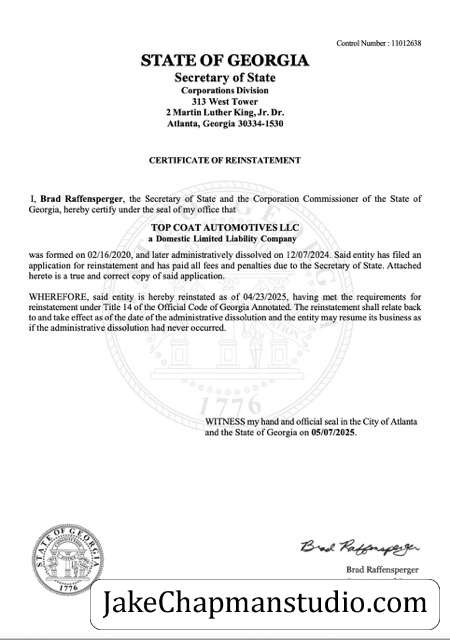 Control Number : 11012638
STATE OF GEORGIA
Secretary of State
Corporations Division
313 West Tower
2 Martin Luther King, Jr. Dr.
Atlanta, Georgia 30334-1530
CERTIFICATE OF REINSTATEMENT
I, Brad Raffensperger, the Secretary of State and the Corporation Commissioner of the State of
Georgia, hereby certify under the seal of my office that
TOP COAT AUTOMOTIVES LLC
a Domestic Limited Liability Company
was formed on 02/16/2020, and later administratively dissolved on 12/07/2024. Said entity has filed an
application for reinstatement and has paid all fees and penalties due to the Secretary of State. Attached
hereto is a true and correct copy of said application.
WHEREFORE, said entity is hereby reinstated as of 04/23/2025, having met the requirements for
reinstatement under Title 14 of the Official Code of Georgia Annotated. The reinstatement shall relate back
to and take effect as of the date of the administrative dissolution and the entity may resume its business as
if the administrative dissolution had never occurred.
1776
WITNESS my hand and official seal in the City of Atlanta
and the State of Georgia on 05/07/2025.
STATE OF GEORGIA
1776
Brad Raffensperger
Brad Raffensperger
JakeChapmanstudio.com